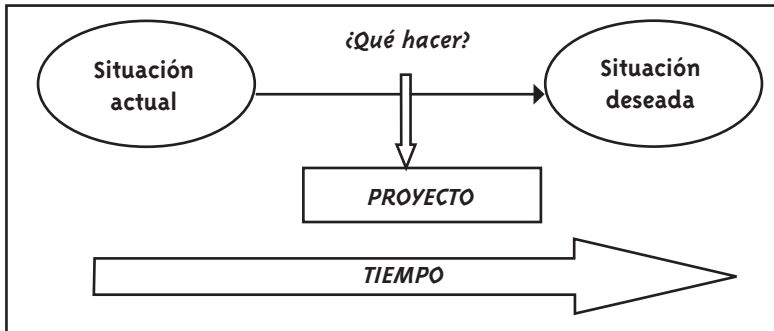 ¿Qué hacer?
Situación
actual
Situación
deseada
PROYECTO
TIEMPO